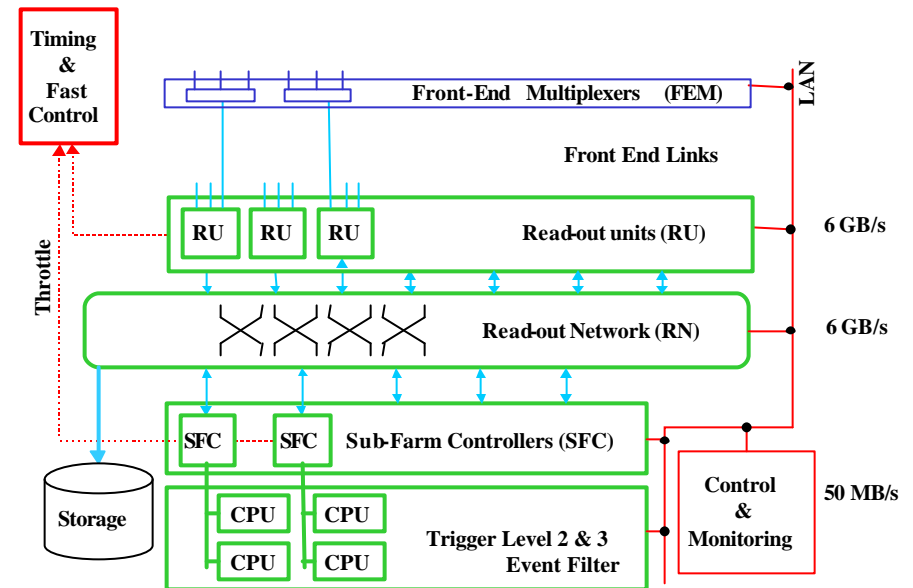 Timing
&
Fast
Control
Front-End Multiplexers (FEM)
LAN
Front End Links
RU
RU
RU
Read-out units (RU)
6 GB/s
Throttle
Read-out Network (RN)
6 GB/s
SFC
SFC
Sub-Farm Controllers (SFC)
Storage
CPU
CPU
CPU
CPU
Trigger Level 2 & 3
Event Filter
Control
&
Monitoring
50 MB/s